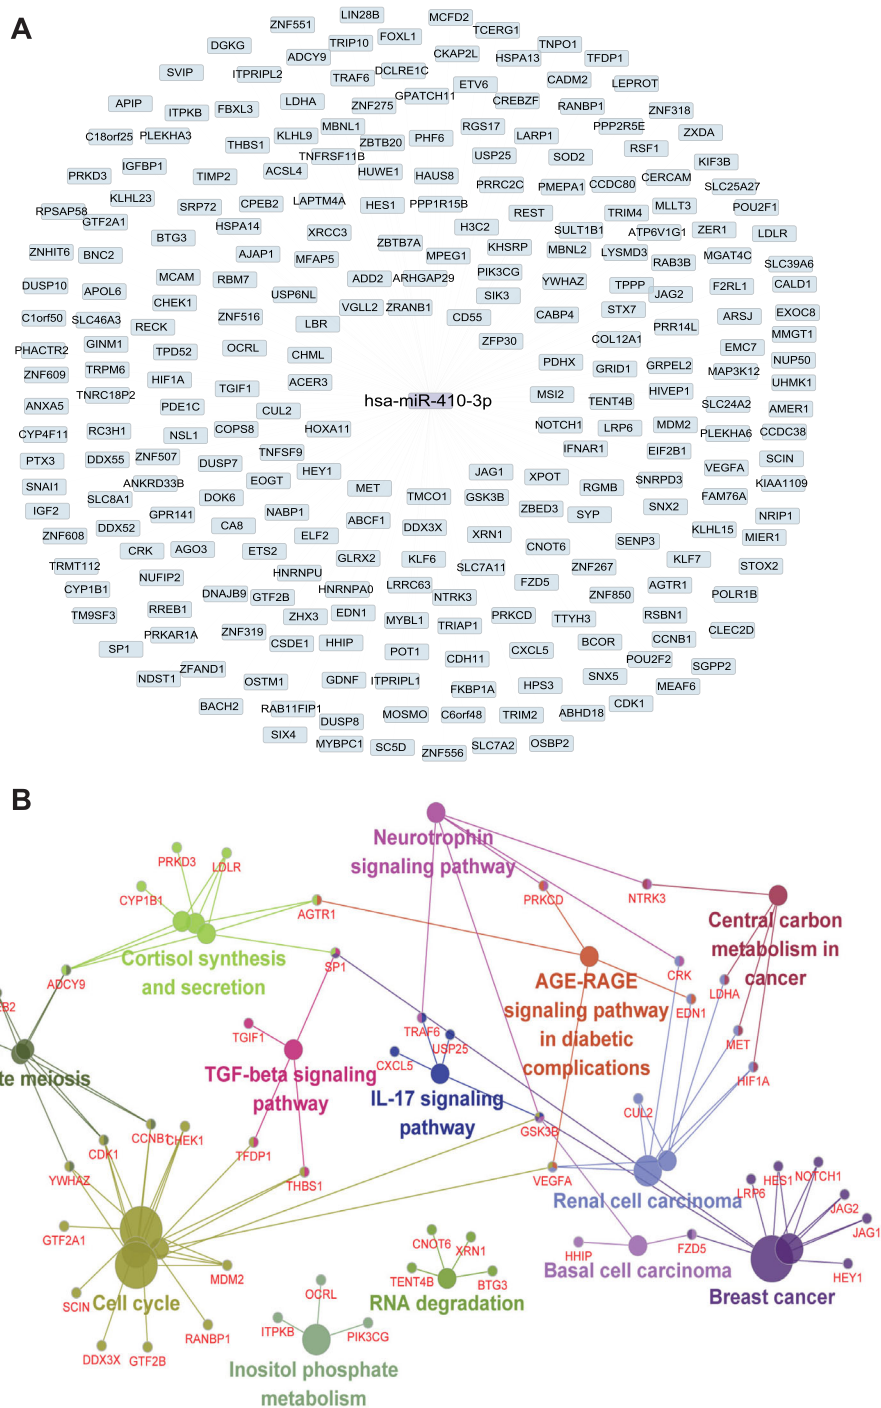 A
LIN28B
MCFD2
ZNF551
TCERG1
TRIP10
FOXL1
DGKG
TNPO1
ADCY9
CKAP2L
HSPA13
TFDP1
SVIP
ITPRIPL2
TRAF6
DCLRE1C
ETV6
CADM2
LEPROT
APIP
ITPKB
FBXL3
LDHA
ZNF275
GPATCH11
CREBZF
RANBP1
ZNF318
C18orf25
PLEKHA3
THBS1
KLHL9
MBNL1
ZBTB20
PHF6
RGS17
LARP1
PPP2R5E
RSF1
ZXDA
PRKD3
IGFBP1
TIMP2
ACSL4
TNFRSF11B
HUWE1
HAUS8
USP25
SOD2
CERCAM
KIF3B
RPSAP58
KLHL23
SRP72
CPEB2
LAPTM4A
HES1
PPP1R15B
PRRC2C
PMEPA1
CCDC80
MLLT3
SLC25A27
POU2F1
GTF2A1
HSPA14
XRCC3
H3C2
REST
SULT1B1
TRIM4
ATP6V1G1
ZER1
LDLR
ZNHIT6
BNC2
BTG3
AJAP1
MFAP5
ZBTB7A
MPEG1
KHSRP
MBNL2
LYSMD3
RAB3B
MGAT4C
SLC39A6
DUSP10
APOL6
MCAM
RBM7
USP6NL
ADD2
ARHGAP29
PIK3CG
SIK3
YWHAZ
TPPP
JAG2
F2RL1
CALD1
C1orf50
SLC46A3
CHEK1
RECK
ZNF516
LBR
VGLL2
ZRANB1
CD55
CABP4
STX7
PRR14L
ARSJ
EXOC8
PHACTR2
GINM1
TPD52
OCRL
CHML
ZFP30
COL12A1
EMC7
MMGT1
ZNF609
TRPM6
HIF1A
TGIF1
ACER3
PDHX
GRID1
GRPEL2
MAP3K12
NUP50
UHMK1
ANXA5
TNRC18P2
PDE1C
CUL2
hsa-miR-410-3p
MSI2
TENT4B
HIVEP1
SLC24A2
AMER1
CYP4F11
RC3H1
NSL1
COPS8
HOXA11
NOTCH1
LRP6
MDM2
PLEKHA6
CCDC38
PTX3
DDX55
ZNF507
DUSP7
TNFSF9
IFNAR1
EIF2B1
VEGFA
SCIN
SNAI1
ANKRD33B
EOGT
HEY1
JAG1
XPOT
RGMB
SNRPD3
KIAA1109
IGF2
SLC8A1
DOK6
NABP1
MET
TMCO1
GSK3B
ZBED3
SYP
SNX2
FAM76A
NRIP1
ZNF608
DDX52
GPR141
CA8
ELF2
ABCF1
DDX3X
XRN1
CNOT6
SENP3
KLHL15
MIER1
TRMT112
CRK
AGO3
ETS2
GLRX2
KLF6
SLC7A11
ZNF267
KLF7
STOX2
CYP1B1
NUFIP2
DNAJB9
HNRNPU
GTF2B
HNRNPA0
LRRC63
NTRK3
FZD5
ZNF850
AGTR1
POLR1B
TM9SF3
RREB1
ZHX3
EDN1
MYBL1
TRIAP1
PRKCD
TTYH3
RSBN1
CLEC2D
SP1
PRKAR1A
ZNF319
CSDE1
HHIP
POT1
CDH11
CXCL5
BCOR
CCNB1
POU2F2
SGPP2
NDST1
ZFAND1
OSTM1
GDNF
ITPRIPL1
FKBP1A
HPS3
SNX5
MEAF6
BACH2
RAB11FIP1
DUSP8
MOSMO
C6orf48
TRIM2
ABHD18
CDK1
SIX4
MYBPC1
SC5D
ZNF556
SLC7A2
OSBP2
B
Neurotrophin
signaling pathway
PRKD3
LDLR
CYP1B1
AGTR1
PRKCD
NTRK3
Central carbon
metabolism in
cancer
Cortisol synthesis
and secretion
SP1
ADCY9
CRK
LDHA
AGE-RAGE
signaling pathway
in diabetic
complications
EB2
EDN1
TGIF1
TRAF6
USP25
MET
CXCL5
HIF1A
te meiosis
TGF-beta signaling
pathway
IL-17 signaling
pathway
CUL2
CCNB1
CHEK1
CDK1
TFDP1
GSK3B
YWHAZ
THBS1
VEGFA
Renal cell carcinoma
LRP6
HES1
NOTCH1
JAG2
JAG1
GTF2A1
CNOT6
XRN1
HHIP
FZD5
HEY1
MDM2
TENT4B
BTG3
Basal cell carcinoma
SCIN
Cell cycle
OCRL
RNA degradation
Breast cancer
RANBP1
ITPKB
PIK3CG
DDX3X
GTF2B
Inositol phosphate
metabolism